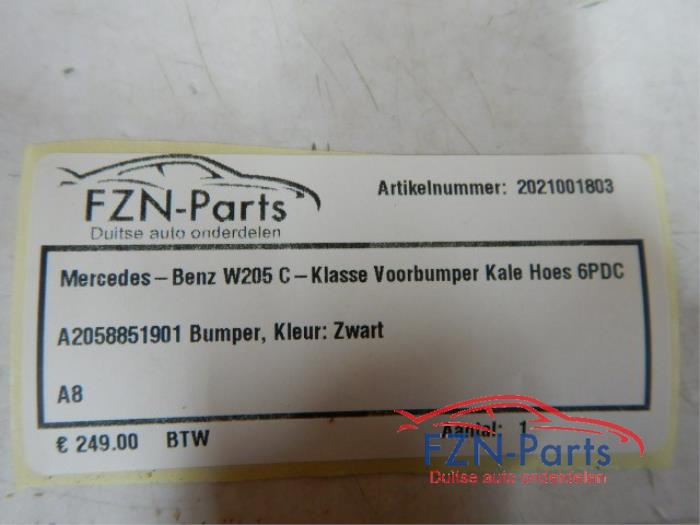 FZN-Parts
Duitse auto onderdelen
Artikelnummer: 2021001803
Mercedes-Benz W205 C-Klasse Voorbumper Kale Hoes 6PDC
A2058851901 Bumper, Kleur: Zwart
A8
€ 249.00 BTW
Aantal: 1
FZN-Parts
Duitse auto onderdelen